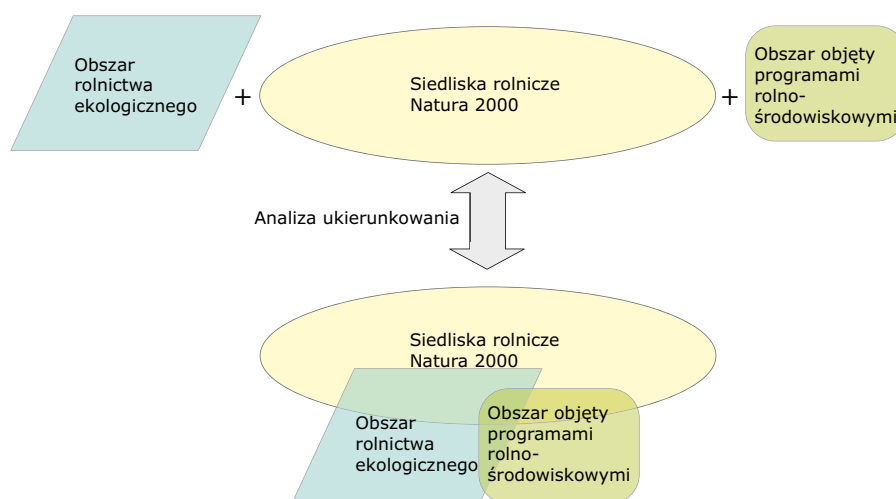 Obszar
rolnictwa
ekologicznego
+
Siedliska rolnicze
Natura 2000
+
Obszar objęty
programami
rolno-
środowiskowymi
Analiza ukierunkowania
Siedliska rolnicze
Natura 2000
Obszar
rolnictwa
ekologicznego
Obszar objęty
programami
rolno-
środowiskowymi